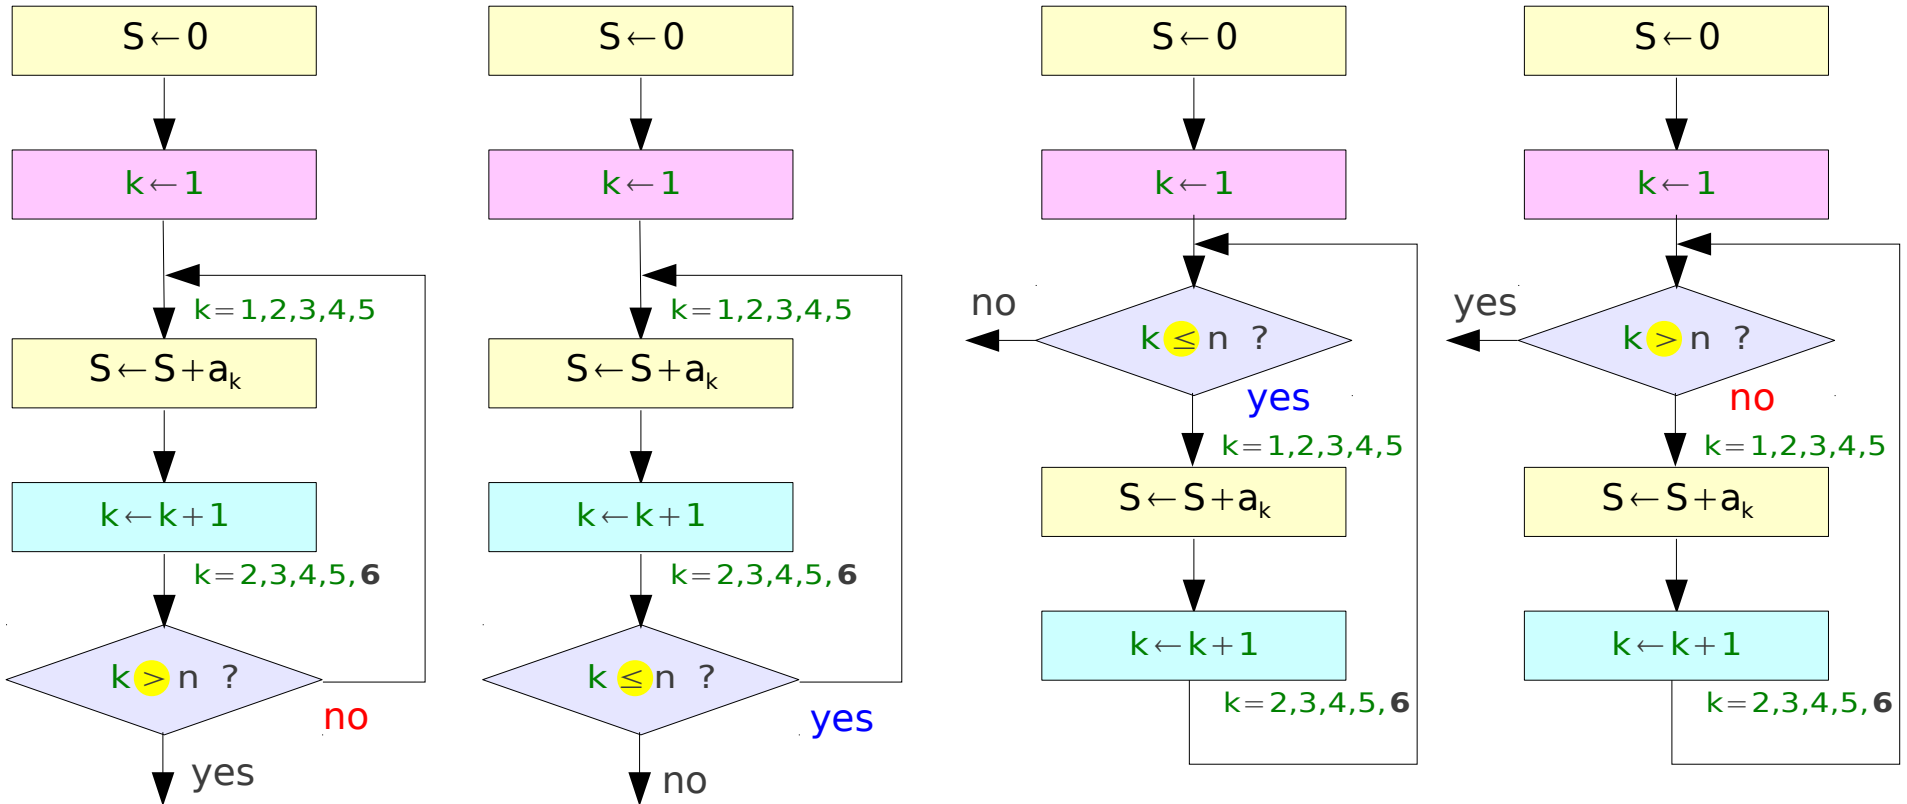 S←0
k←1
k=1,2,3,4,5
S←S+aₖ
k←k+1
k=2,3,4,5,6
k > n ?
no
yes
S←0
k←1
k=1,2,3,4,5
S←S+aₖ
k←k+1
k=2,3,4,5,6
k ≤ n ?
yes
no
S←0
k←1
no
k ≤ n ?
yes
k=1,2,3,4,5
S←S+aₖ
k←k+1
k=2,3,4,5,6
S←0
k←1
yes
k > n ?
no
k=1,2,3,4,5
S←S+aₖ
k←k+1
k=2,3,4,5,6